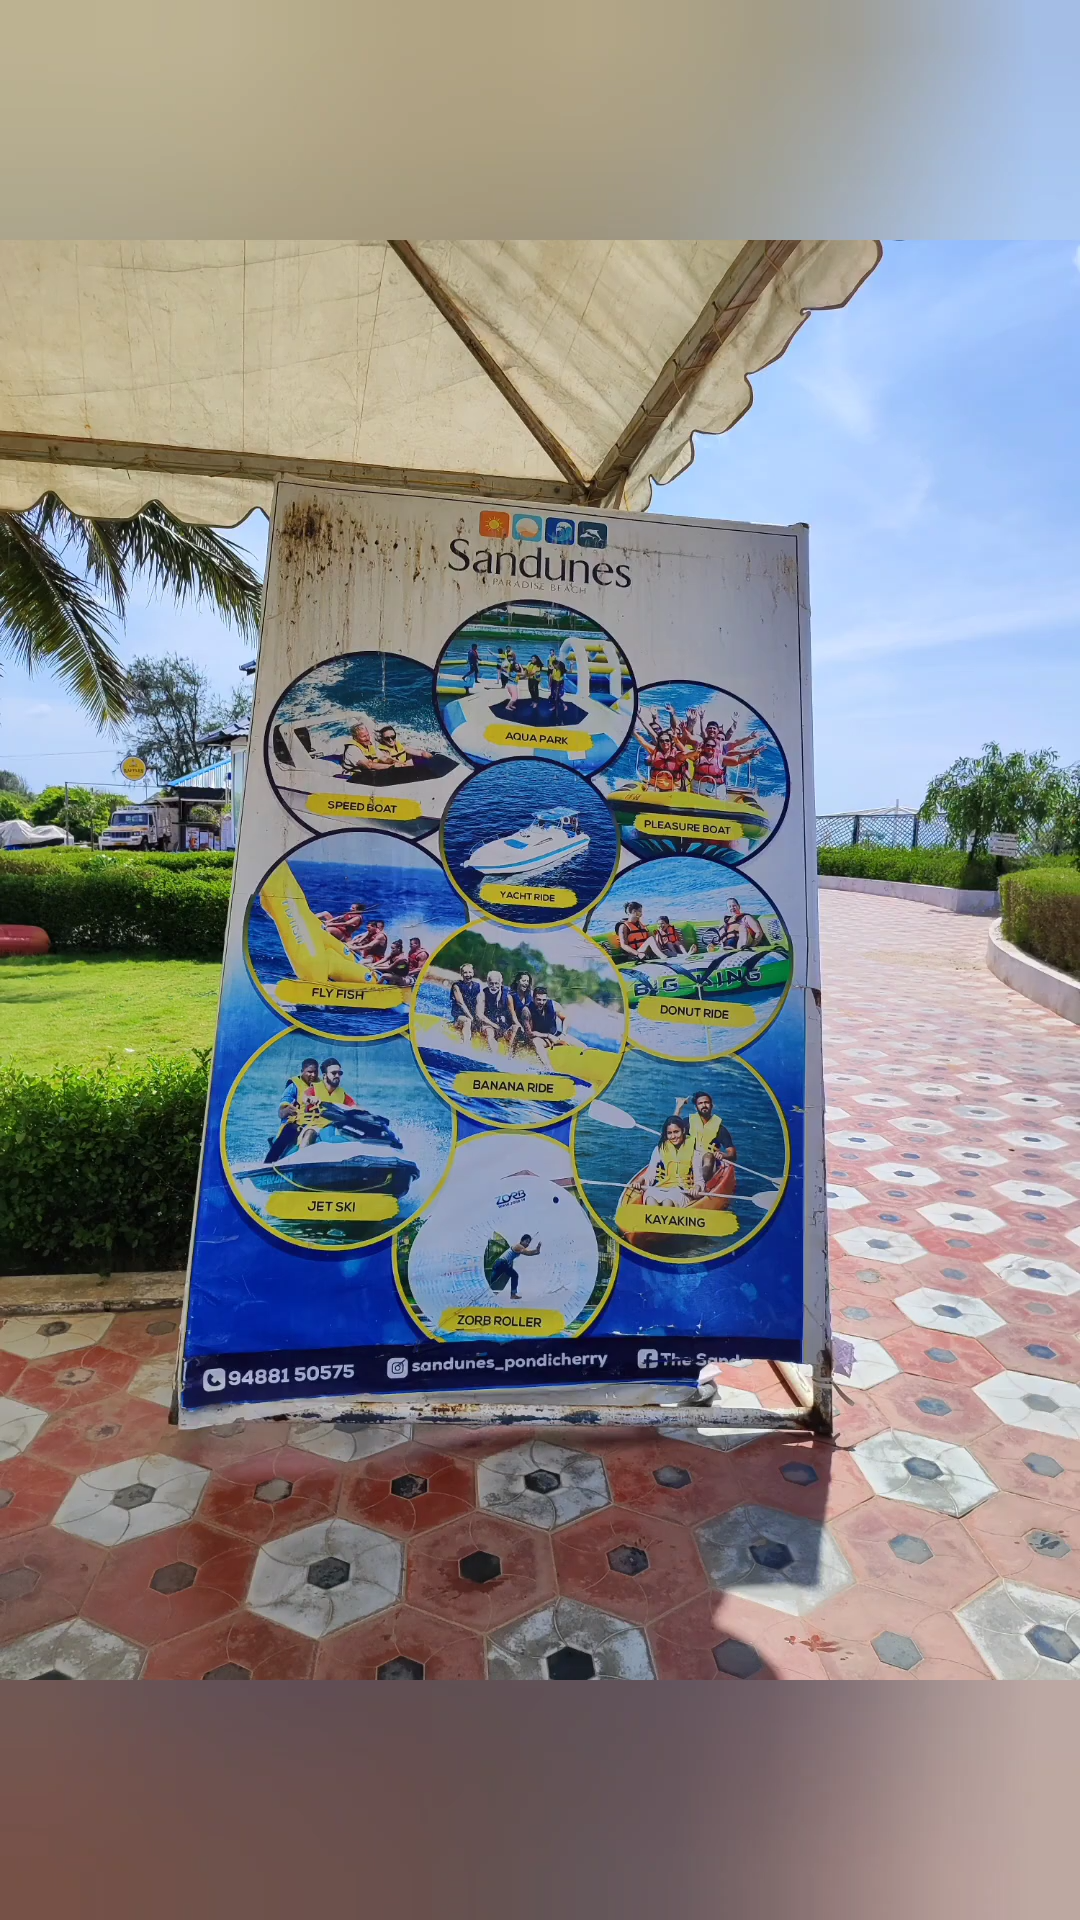 Sandunes
PARADISE BEACH
AQUA PARK
SPEED BOAT
PLEASURE BOAT
YACHT RIDE
FLY FISH
BIG
DONUT RIDE
BANANA RIDE
JET SKI
KAYAKING
ZORB
ZORB ROLLER
94881 50575
sandunes_pondicherry
The Sand